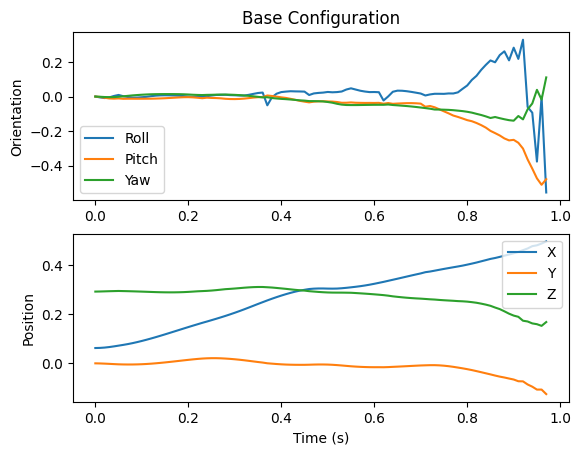 Base Configuration
Orientation
0.2
0.0
−0.2
−0.4
Roll
Pitch
Yaw
0.0 0.2 0.4 0.6 0.8 1.0
Position
0.4
0.2
0.0
X
Y
Z
0.0 0.2 0.4 0.6 0.8 1.0
Time (s)